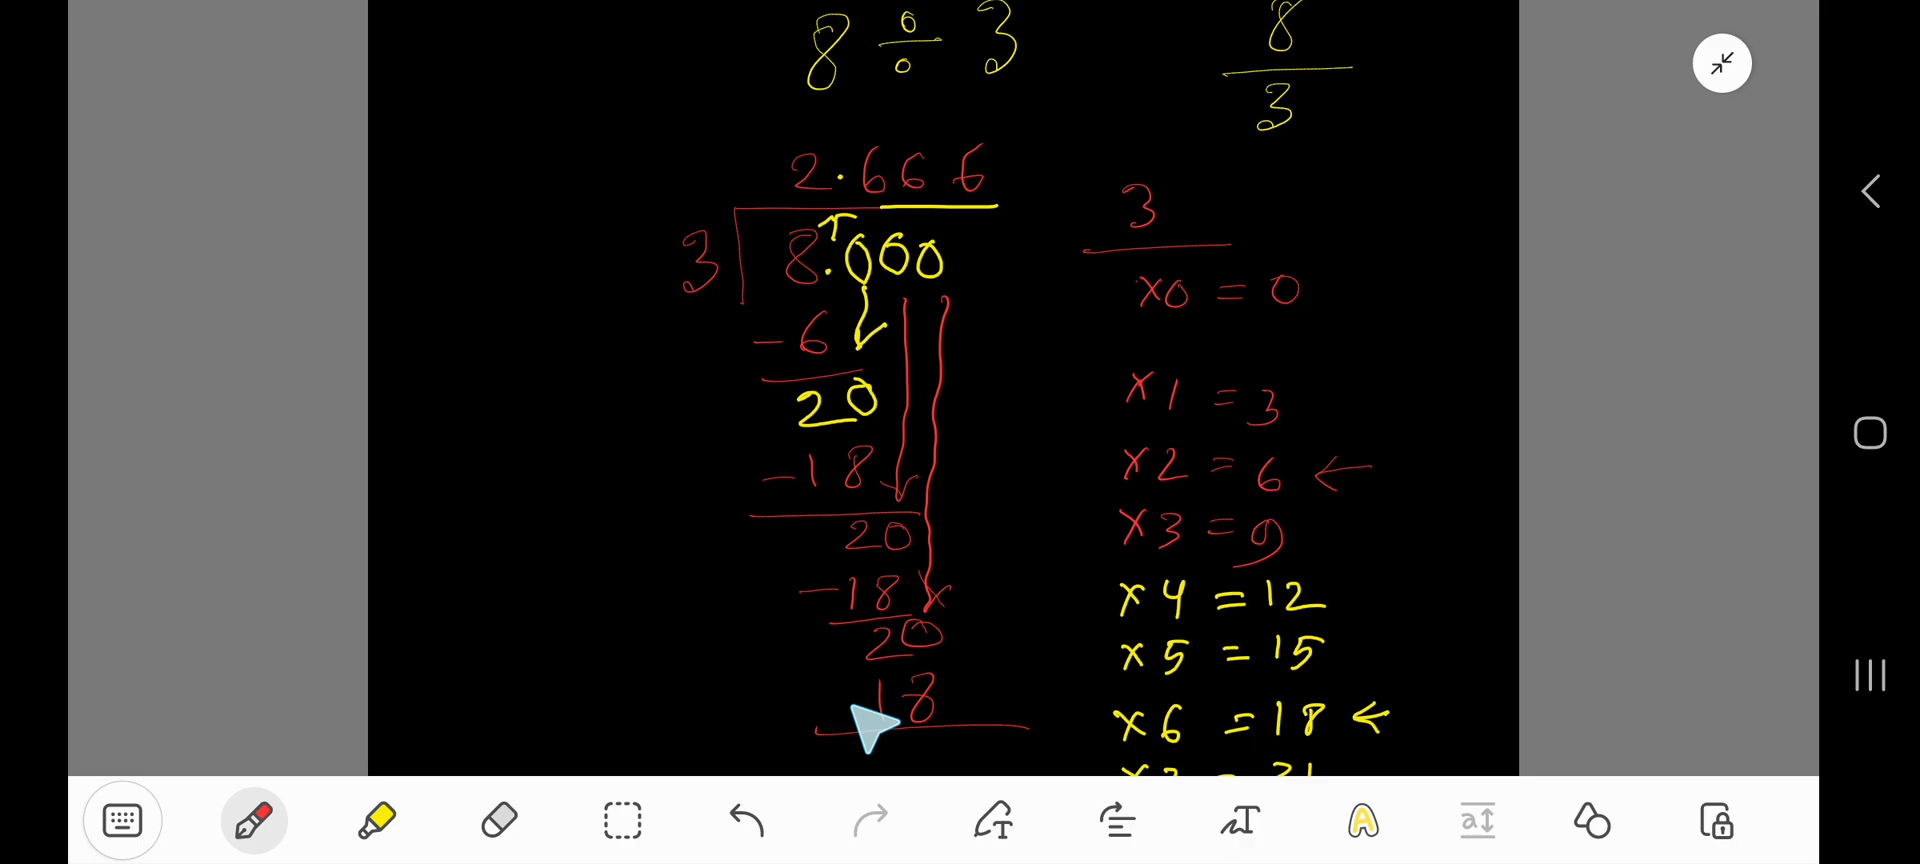 8 ÷ 3
8
3
2.666
3 8.000
- 6
20
- 18
20
- 18
20
18
3
×0 = 0
×1 = 3
×2 = 6 ←
×3 = 9
×4 = 12
×5 = 15
×6 = 18 ←